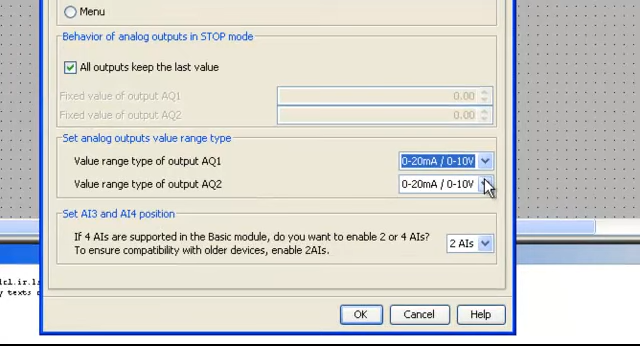 Menu
Behavior of analog outputs in STOP mode
All outputs keep the last value
Fixed value of output AQ1 0.00
Fixed value of output AQ2 0.00
Set analog outputs value range type
Value range type of output AQ1 0-20mA / 0-10V
Value range type of output AQ2 0-20mA / 0-10V
Set AI3 and AI4 position
If 4 AIs are supported in the Basic module, do you want to enable 2 or 4 AIs?
To ensure compatibility with older devices, enable 2AIs.
2 AIs
OK Cancel Help
y texts